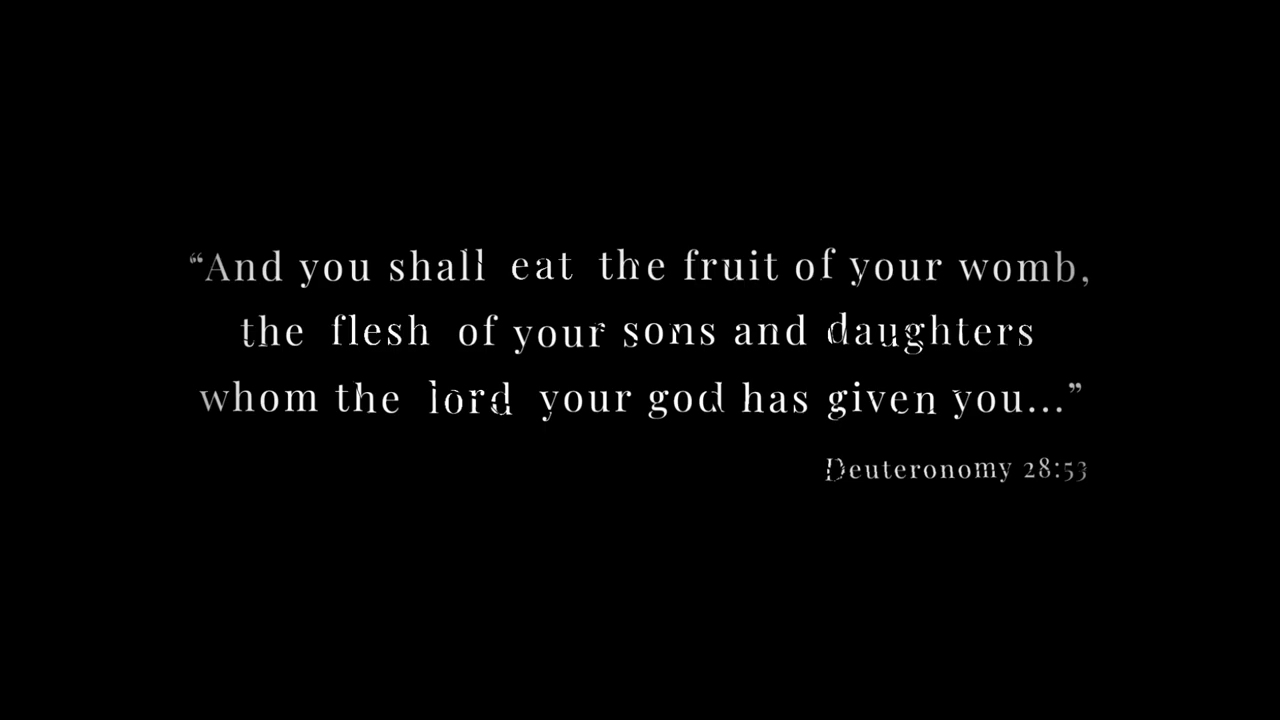 “And you shall eat the fruit of your womb,
the flesh of your sons and daughters
whom the lord your god has given you...”
Deuteronomy 28:53